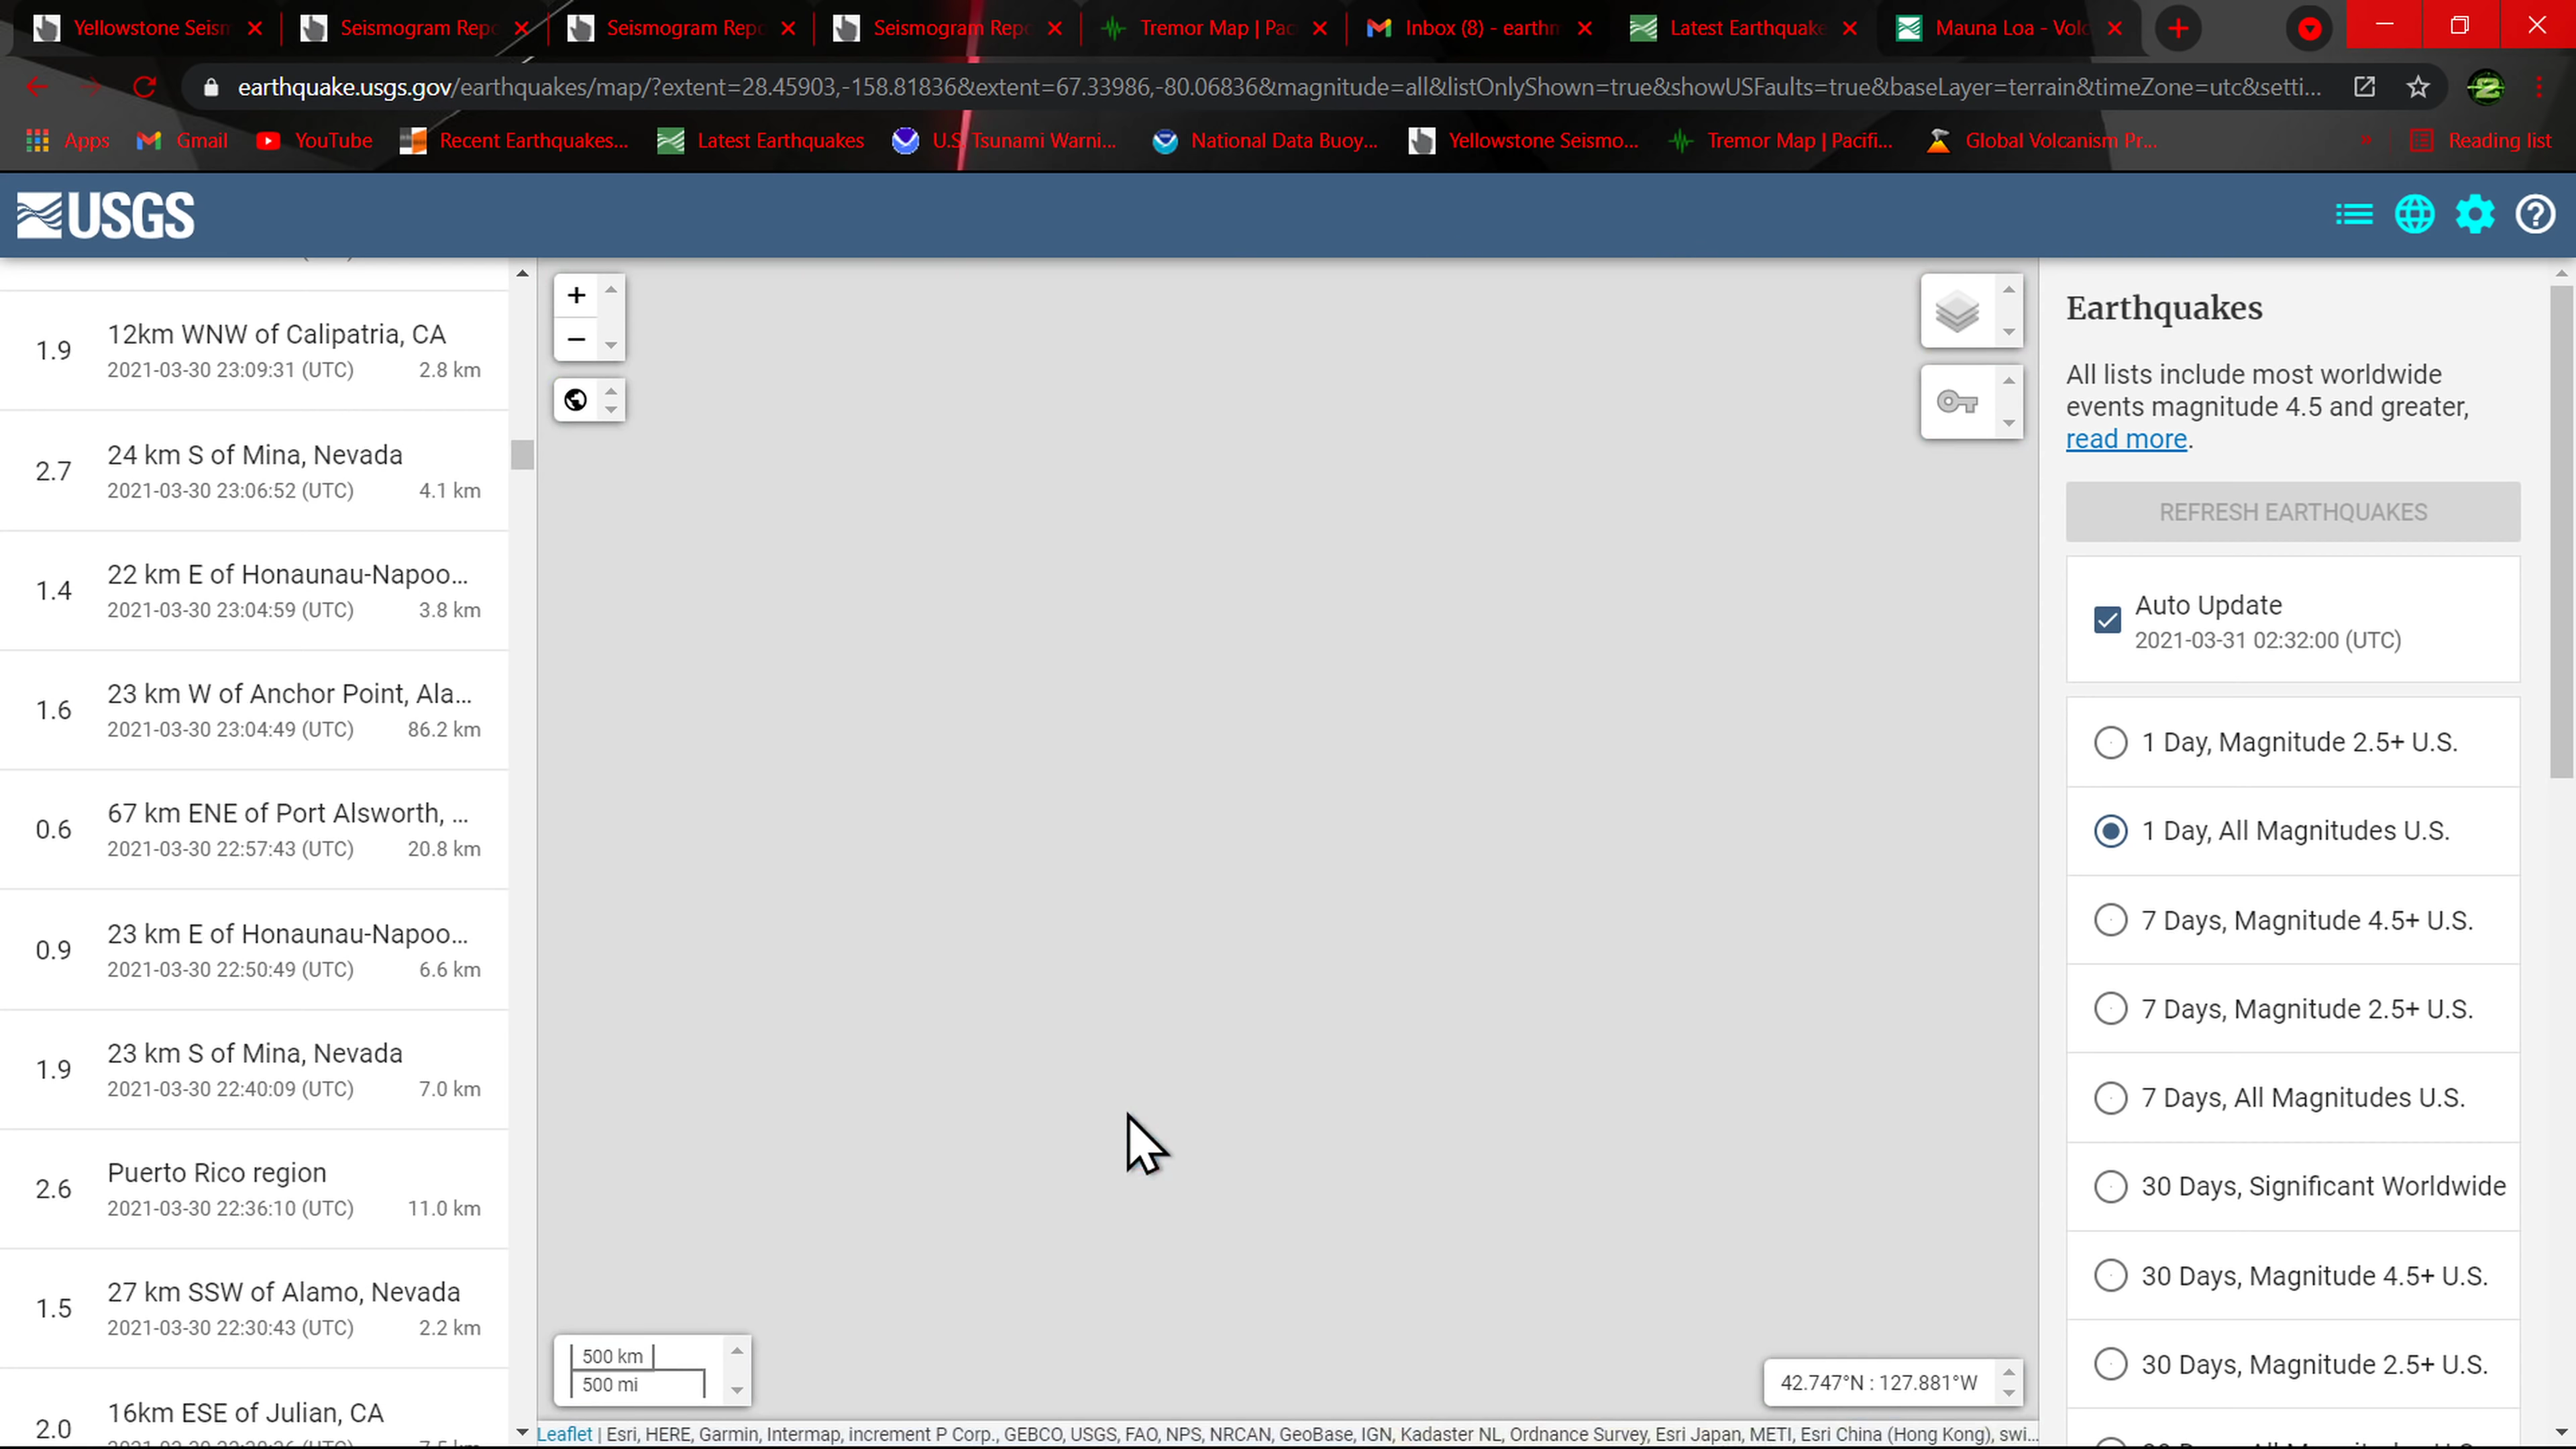 Yellowstone Seism
Seismogram Repo
Seismogram Repo
Seismogram Repo
Tremor Map | Pac
Inbox (8) - earthm
Latest Earthquake
Mauna Loa - Volc
earthquake.usgs.gov/earthquakes/map/?extent=28.45903,-158.81836&extent=67.33986,-80.06836&magnitude=all&listOnlyShown=true&showUSFaults=true&baseLayer=terrain&timeZone=utc&setti...
Apps
Gmail
YouTube
Recent Earthquakes...
Latest Earthquakes
U.S. Tsunami Warni...
National Data Buoy...
Yellowstone Seismo...
Tremor Map | Pacifi...
Global Volcanism Pr...
»
Reading list
USGS
1.9
12km WNW of Calipatria, CA
2021-03-30 23:09:31 (UTC) 2.8 km
2.7
24 km S of Mina, Nevada
2021-03-30 23:06:52 (UTC) 4.1 km
1.4
22 km E of Honaunau-Napoo...
2021-03-30 23:04:59 (UTC) 3.8 km
1.6
23 km W of Anchor Point, Ala...
2021-03-30 23:04:49 (UTC) 86.2 km
0.6
67 km ENE of Port Alsworth, ...
2021-03-30 22:57:43 (UTC) 20.8 km
0.9
23 km E of Honaunau-Napoo...
2021-03-30 22:50:49 (UTC) 6.6 km
1.9
23 km S of Mina, Nevada
2021-03-30 22:40:09 (UTC) 7.0 km
2.6
Puerto Rico region
2021-03-30 22:36:10 (UTC) 11.0 km
1.5
27 km SSW of Alamo, Nevada
2021-03-30 22:30:43 (UTC) 2.2 km
2.0
16km ESE of Julian, CA
+
−
500 km
500 mi
42.747°N : 127.881°W
Leaflet | Esri, HERE, Garmin, Intermap, increment P Corp., GEBCO, USGS, FAO, NPS, NRCAN, GeoBase, IGN, Kadaster NL, Ordnance Survey, Esri Japan, METI, Esri China (Hong Kong), swi...
Earthquakes
All lists include most worldwide
events magnitude 4.5 and greater,
read more.
REFRESH EARTHQUAKES
Auto Update
2021-03-31 02:32:00 (UTC)
1 Day, Magnitude 2.5+ U.S.
1 Day, All Magnitudes U.S.
7 Days, Magnitude 4.5+ U.S.
7 Days, Magnitude 2.5+ U.S.
7 Days, All Magnitudes U.S.
30 Days, Significant Worldwide
30 Days, Magnitude 4.5+ U.S.
30 Days, Magnitude 2.5+ U.S.